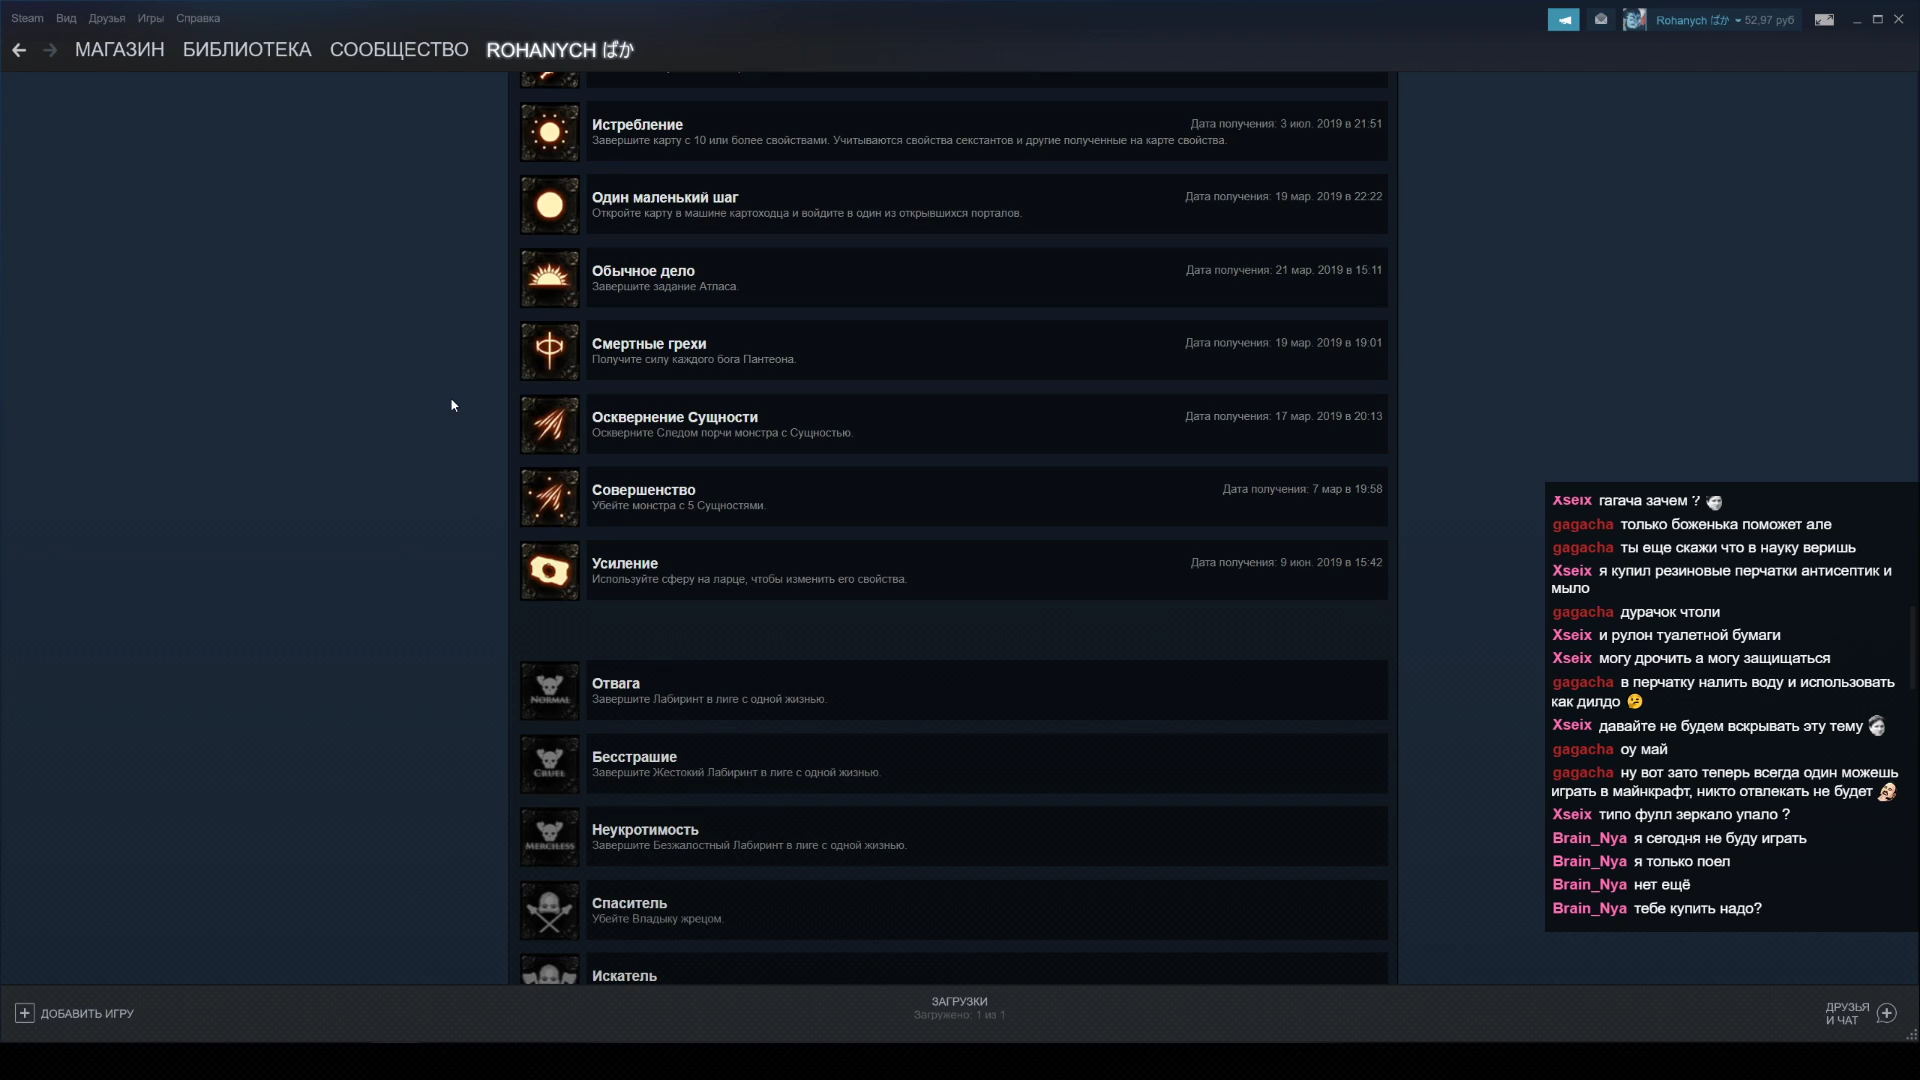 Steam Вид Друзья Игры Справка
Rohanych ばか 52,97 руб
МАГАЗИН БИБЛИОТЕКА СООБЩЕСТВО ROHANYCH ばか
Истребление
Дата получения: 3 июл. 2019 в 21:51
Завершите карту с 10 или более свойствами. Учитываются свойства секстантов и другие полученные на карте свойства.
Один маленький шаг
Дата получения: 19 мар. 2019 в 22:22
Откройте карту в машине картоходца и войдите в один из открывшихся порталов.
Обычное дело
Дата получения: 21 мар. 2019 в 15:11
Завершите задание Атласа.
Смертные грехи
Дата получения: 19 мар. 2019 в 19:01
Получите силу каждого бога Пантеона.
Осквернение Сущности
Дата получения: 17 мар. 2019 в 20:13
Оскверните Следом порчи монстра с Сущностью.
Совершенство
Дата получения: 7 мар в 19:58
Убейте монстра с 5 Сущностями.
Усиление
Дата получения: 9 июн. 2019 в 15:42
Используйте сферу на ларце, чтобы изменить его свойства.
NORMAL
Отвага
Завершите Лабиринт в лиге с одной жизнью.
CRUEL
Бесстрашие
Завершите Жестокий Лабиринт в лиге с одной жизнью.
MERCILESS
Неукротимость
Завершите Безжалостный Лабиринт в лиге с одной жизнью.
Спаситель
Убейте Владыку жрецом.
Искатель
Xseix гагача зачем ?
gagacha только боженька поможет але
gagacha ты еще скажи что в науку веришь
Xseix я купил резиновые перчатки антисептик и
мыло
gagacha дурачок чтоли
Xseix и рулон туалетной бумаги
Xseix могу дрочить а могу защищаться
gagacha в перчатку налить воду и использовать
как дилдо 🤔
Xseix давайте не будем вскрывать эту тему
gagacha оу май
gagacha ну вот зато теперь всегда один можешь
играть в майнкрафт, никто отвлекать не будет
Xseix типо фулл зеркало упало ?
Brain_Nya я сегодня не буду играть
Brain_Nya я только поел
Brain_Nya нет ещё
Brain_Nya тебе купить надо?
ДОБАВИТЬ ИГРУ
ЗАГРУЗКИ
Загружено: 1 из 1
ДРУЗЬЯ
И ЧАТ